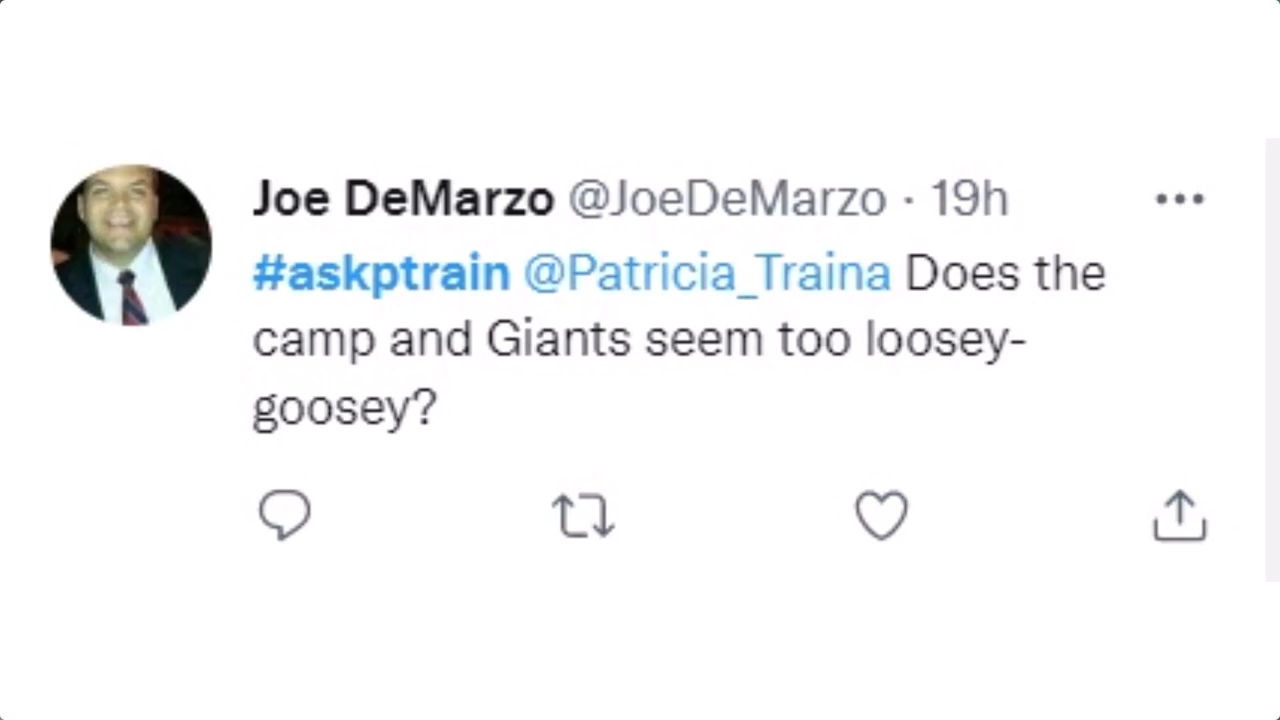 Joe DeMarzo @JoeDeMarzo · 19h
#askptrain @Patricia_Traina Does the
camp and Giants seem too loosey-
goosey?